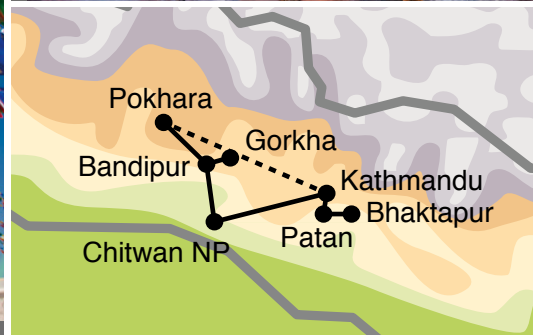 Pokhara
Gorkha
Bandipur
Kathmandu
Bhaktapur
Patan
Chitwan NP